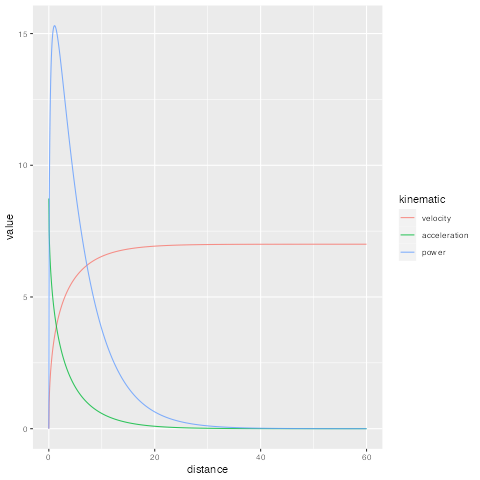 value
15
10
5
0
0 20 40 60
distance
kinematic
velocity
acceleration
power